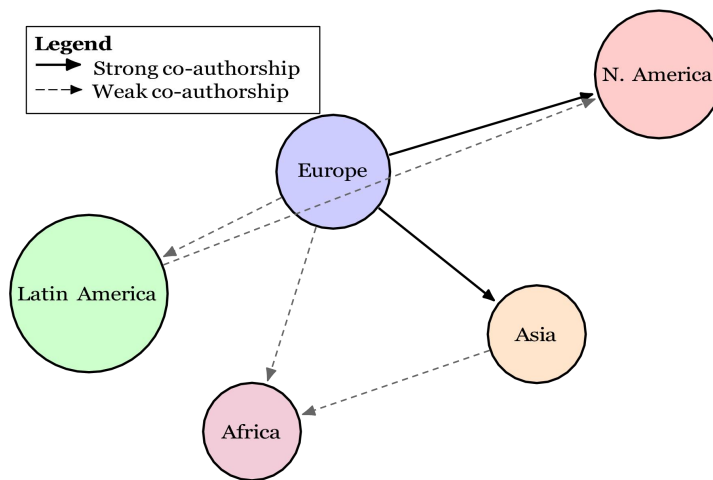 Legend
Strong co-authorship
Weak co-authorship
N. America
Europe
Latin America
Asia
Africa